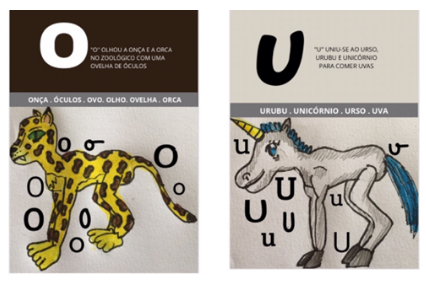 O
"O" OLHOU A ONÇA E A ORCA
NO ZOOLÓGICO COM UMA
OVELHA DE ÓCULOS
ONÇA . ÓCULOS . OVO. OLHO. OVELHA . ORCA
O o
O
O o
O O
o
U
"U" UNIU-SE AO URSO,
URUBU E UNICÓRNIO
PARA COMER UVAS
URUBU . UNICÓRNIO . URSO . UVA
u u
U
U U u
u U